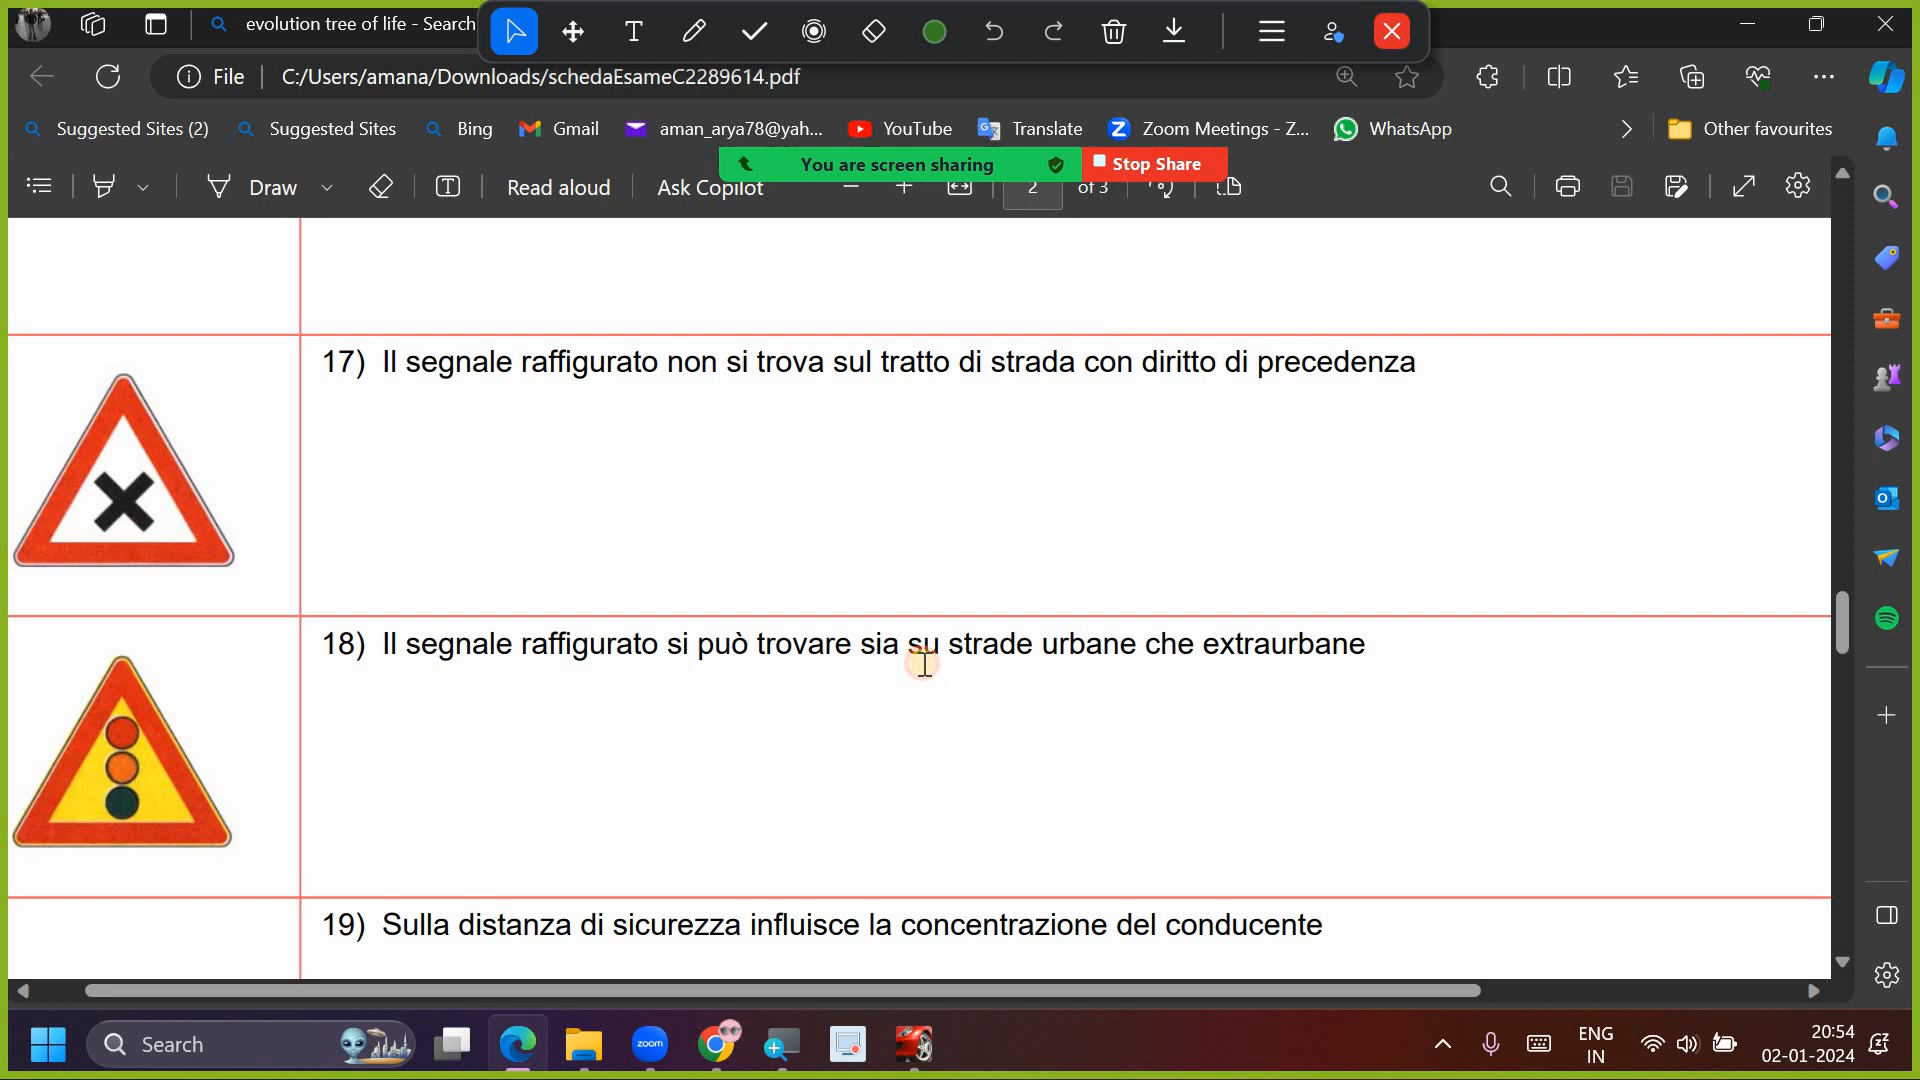 evolution tree of life - Search
T
File
C:/Users/amana/Downloads/schedaEsameC2289614.pdf
Suggested Sites (2)
Suggested Sites
Bing
Gmail
aman_arya78@yah...
YouTube
Translate
Zoom Meetings - Z...
WhatsApp
Other favourites
You are screen sharing
Stop Share
Draw
T
Read aloud
Ask Copilot
2
of 3
17) Il segnale raffigurato non si trova sul tratto di strada con diritto di precedenza
18) Il segnale raffigurato si può trovare sia su strade urbane che extraurbane
19) Sulla distanza di sicurezza influisce la concentrazione del conducente
Search
zoom
ENG
IN
20:54
02-01-2024